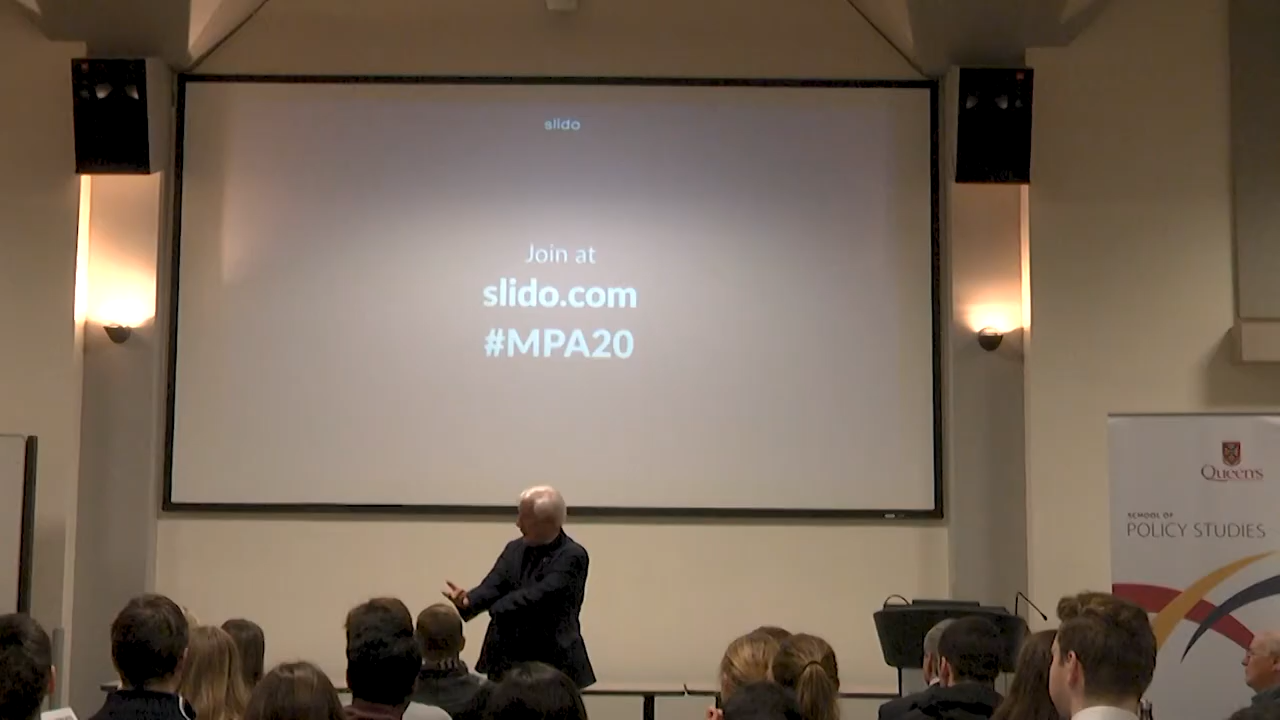 slido
Join at
slido.com
#MPA20
Queen's
SCHOOL OF
POLICY STUDIES